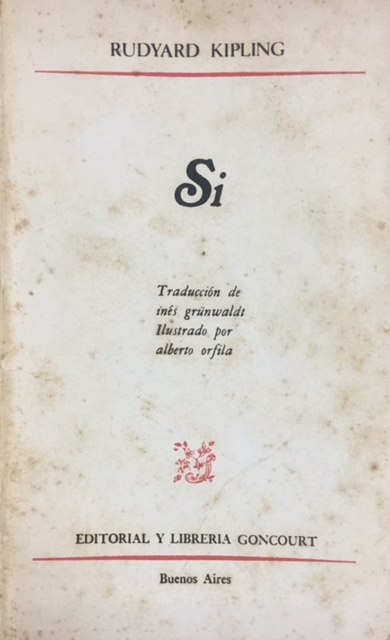 RUDYARD KIPLING
Si
Traducción de
inés grünwaldt
Ilustrado por
alberto orfila
EDITORIAL Y LIBRERIA GONCOURT
Buenos Aires